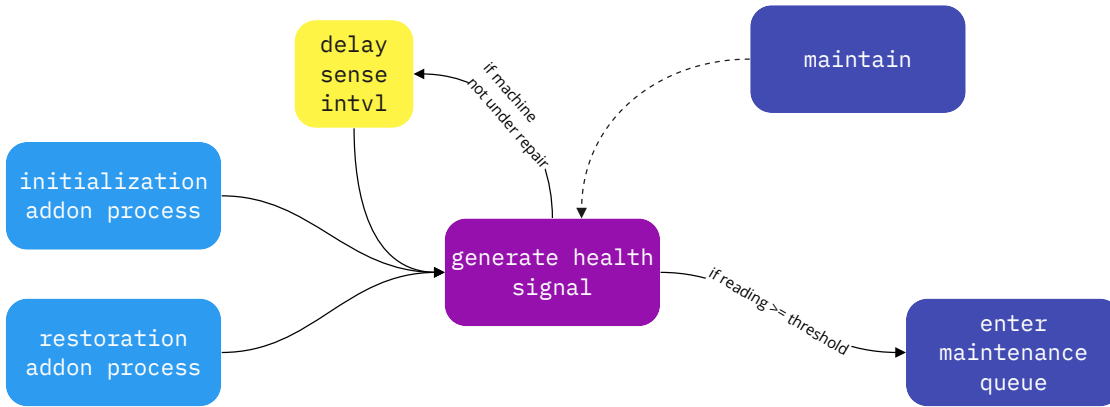 delay
sense
intvl
maintain
if machine
not under repair
initialization
addon process
generate health
signal
if reading >= threshold
restoration
addon process
enter
maintenance
queue